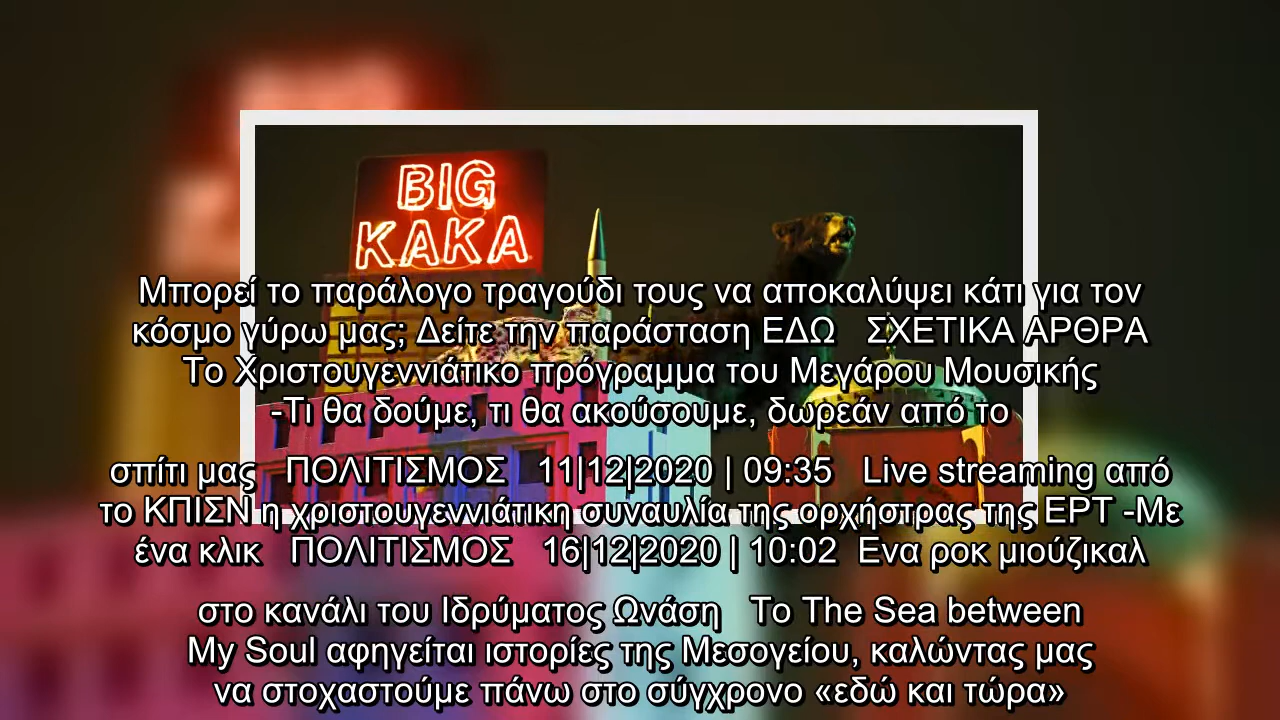 BIG
KAKA
Μπορεί το παράλογο τραγούδι τους να αποκαλύψει κάτι για τον
κόσμο γύρω μας; Δείτε την παράσταση ΕΔΩ ΣΧΕΤΙΚΑ ΑΡΘΡΑ
Το Χριστουγεννιάτικο πρόγραμμα του Μεγάρου Μουσικής
-Τι θα δούμε, τι θα ακούσουμε, δωρεάν από το
σπίτι μας ΠΟΛΙΤΙΣΜΟΣ 11|12|2020 | 09:35 Live streaming από
το ΚΠΙΣΝ η χριστουγεννιάτικη συναυλία της ορχήστρας της ΕΡΤ -Με
ένα κλικ ΠΟΛΙΤΙΣΜΟΣ 16|12|2020 | 10:02 Ενα ροκ μιούζικαλ
στο κανάλι του Ιδρύματος Ωνάση Το The Sea between
My Soul αφηγείται ιστορίες της Μεσογείου, καλώντας μας
να στοχαστούμε πάνω στο σύγχρονο «εδώ και τώρα»